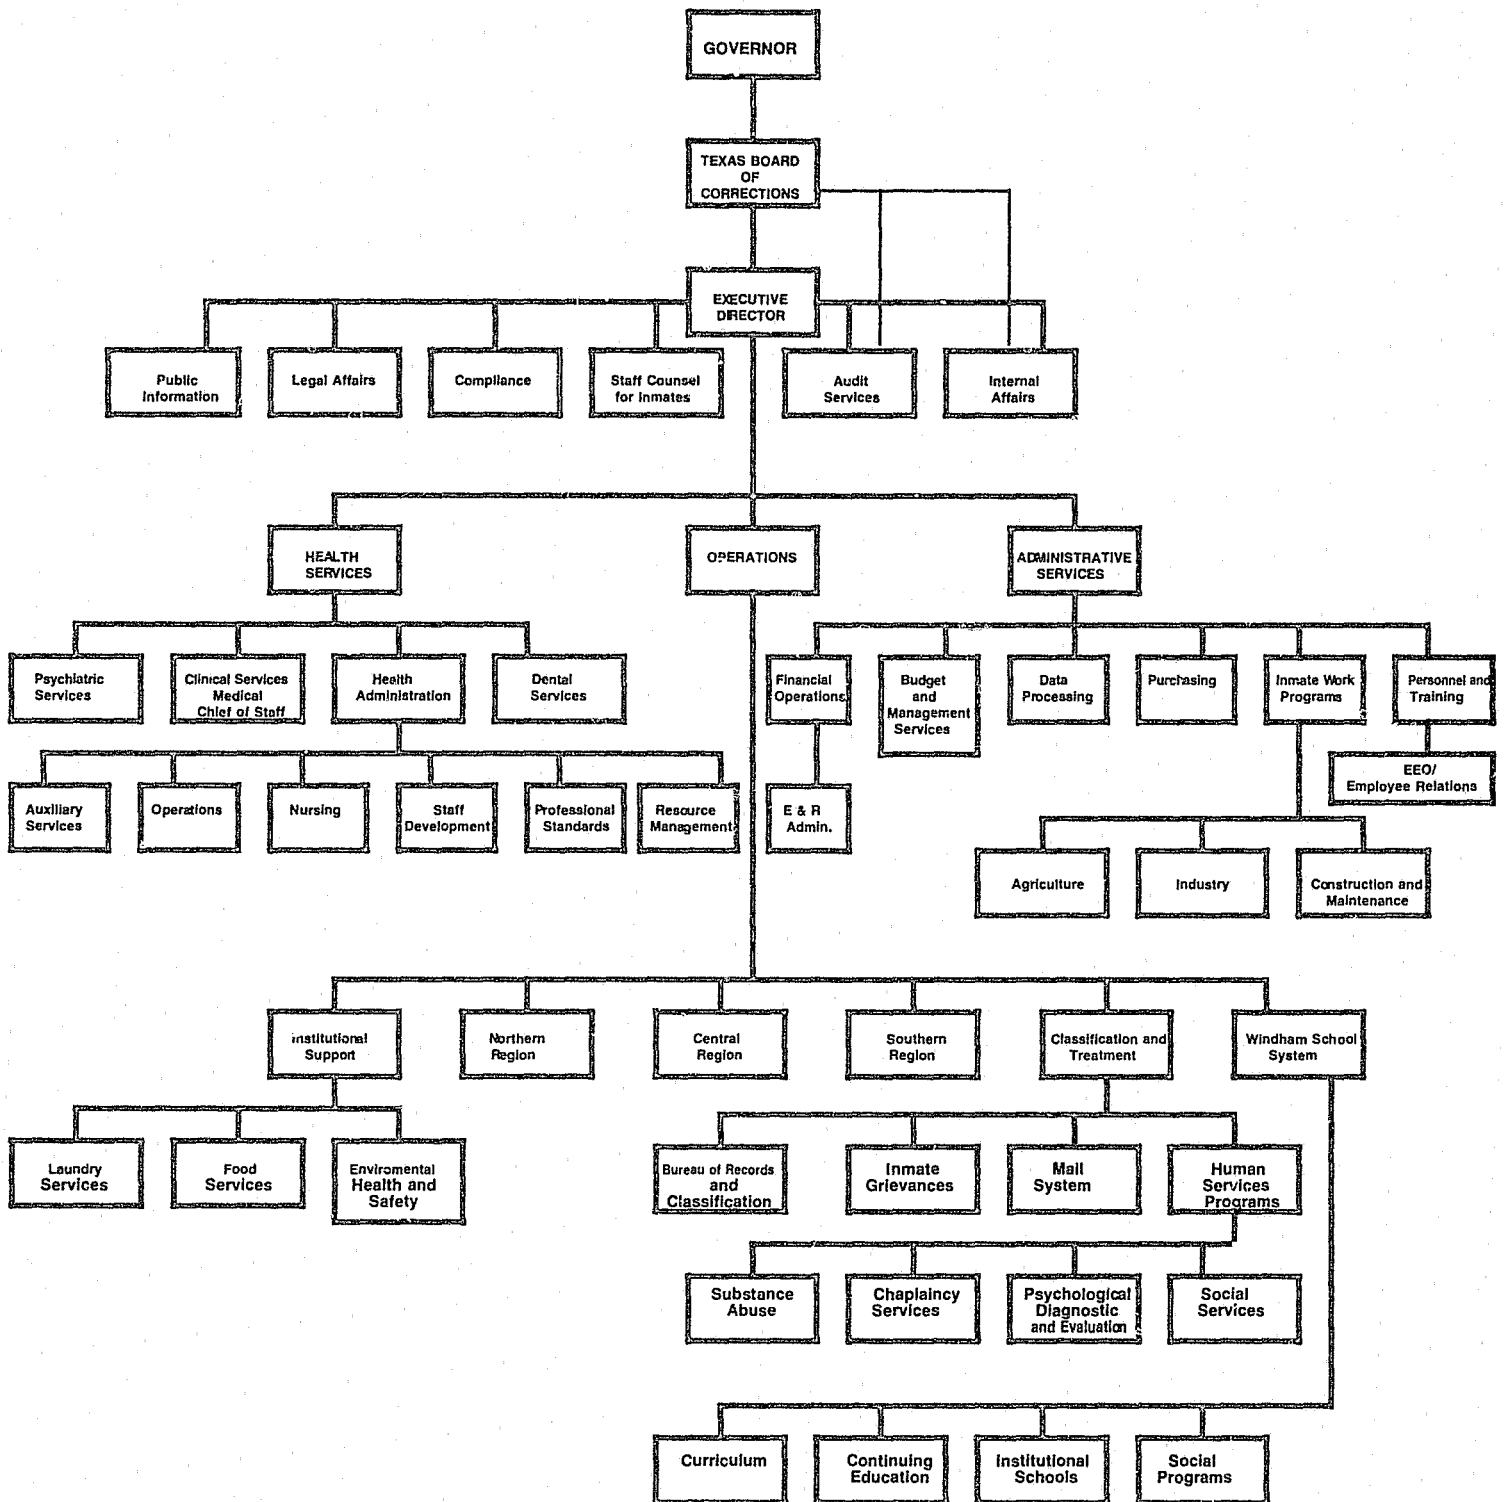 GOVERNOR
TEXAS BOARD
OF
CORRECTIONS
EXECUTIVE
DIRECTOR
Public
Information
Legal Affairs
Compliance
Staff Counsel
for Inmates
Audit
Services
Internal
Affairs
HEALTH
SERVICES
OPERATIONS
ADMINISTRATIVE
SERVICES
Psychiatric
Services
Clinical Services
Medical
Chief of Staff
Health
Administration
Dental
Services
Financial
Operations
Budget
and
Management
Services
Data
Processing
Purchasing
Inmate Work
Programs
Personnel and
Training
EEO/
Employee Relations
Auxiliary
Services
Operations
Nursing
Staff
Development
Professional
Standards
Resource
Management
E & R
Admin.
Agriculture
Industry
Construction and
Maintenance
Institutional
Support
Northern
Region
Central
Region
Southern
Region
Classification and
Treatment
Windham School
System
Laundry
Services
Food
Services
Enviromental
Health and
Safety
Bureau of Records
and
Classification
Inmate
Grievances
Mail
System
Human
Services
Programs
Substance
Abuse
Chaplaincy
Services
Psychological
Diagnostic
and Evaluation
Social
Services
Curriculum
Continuing
Education
Institutional
Schools
Social
Programs